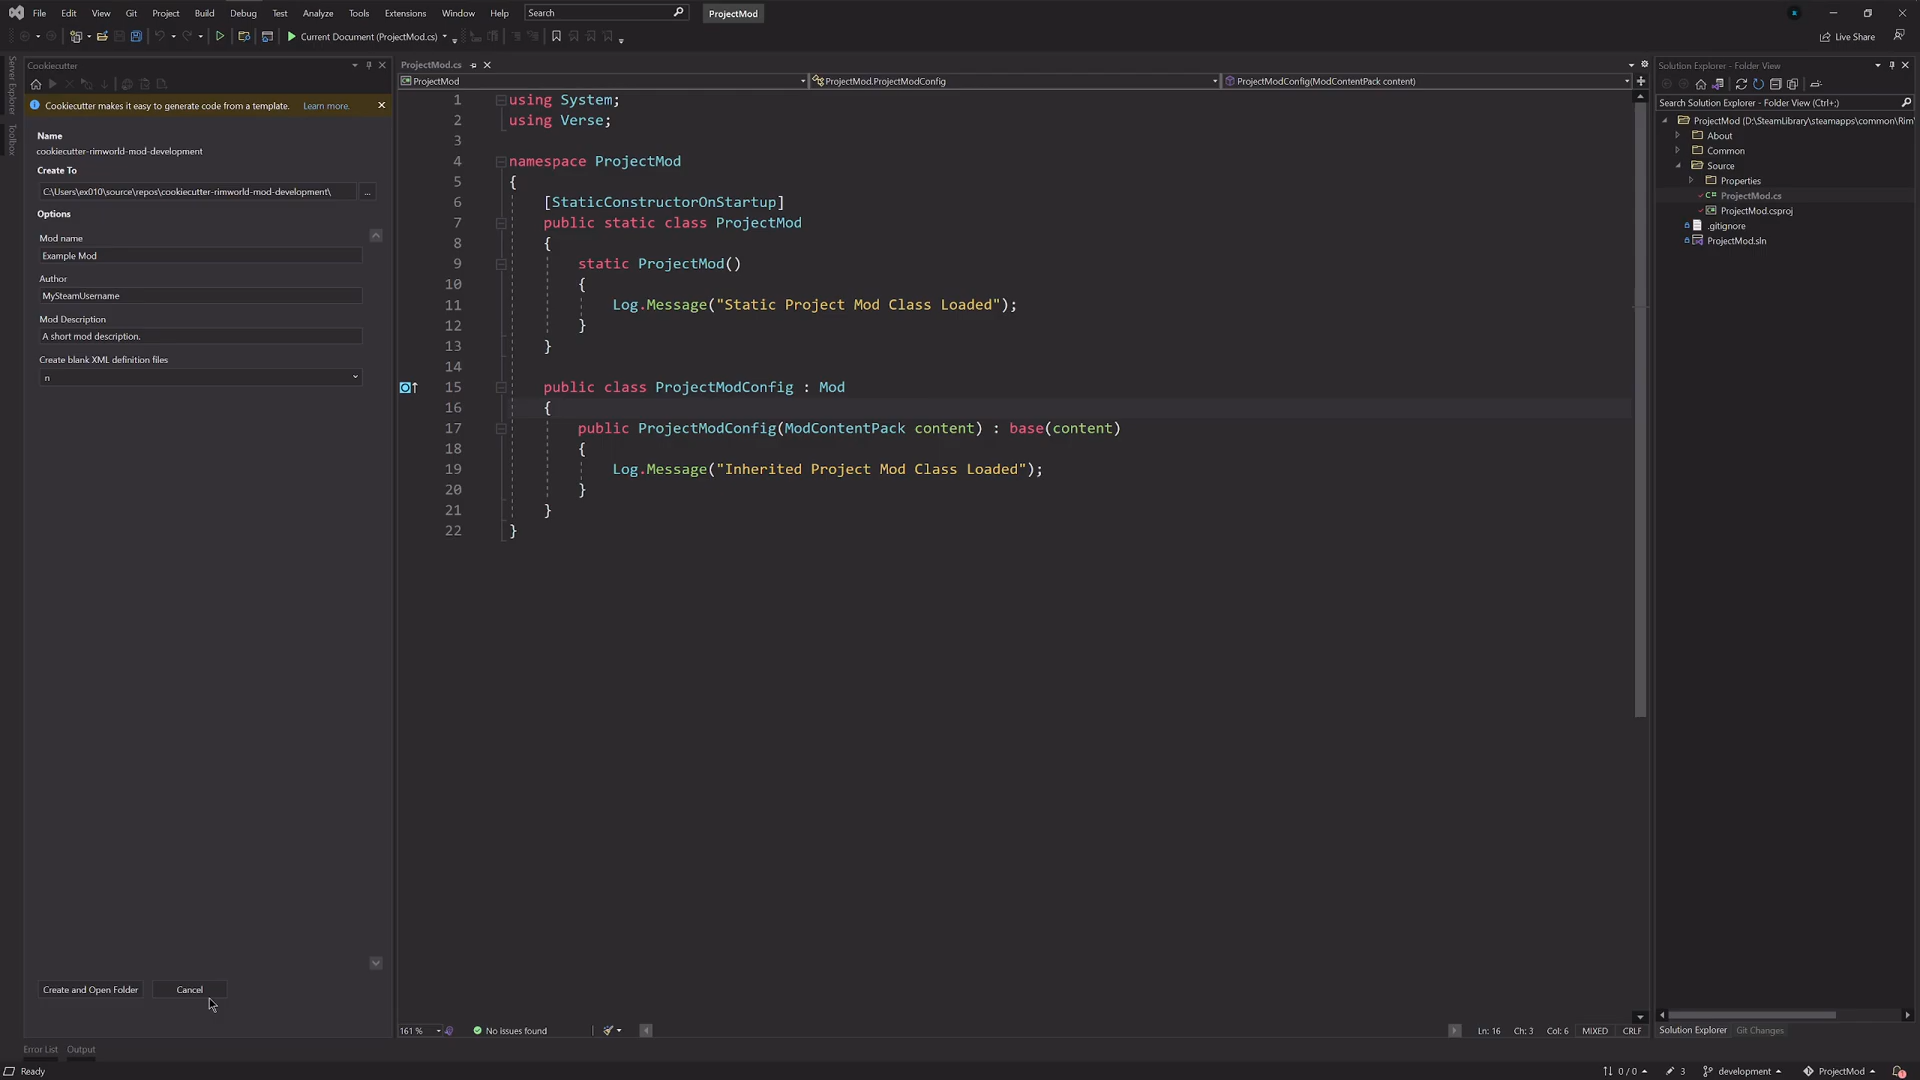 File Edit View Git Project Build Debug Test Analyze Tools Extensions Window Help Search ProjectMod
Current Document (ProjectMod.cs) Live Share
Server Explorer
Toolbox
Cookiecutter
Cookiecutter makes it easy to generate code from a template. Learn more.
Name
cookiecutter-rimworld-mod-development
Create To
C:\Users\ex010\source\repos\cookiecutter-rimworld-mod-development\ ...
Options
Mod name
Example Mod
Author
MySteamUsername
Mod Description
A short mod description.
Create blank XML definition files
n
Create and Open Folder Cancel
ProjectMod.cs
ProjectMod ProjectMod.ProjectModConfig ProjectModConfig(ModContentPack content)
1 using System;
2 using Verse;
3
4 namespace ProjectMod
5 {
6 [StaticConstructorOnStartup]
7 public static class ProjectMod
8 {
9 static ProjectMod()
10 {
11 Log.Message("Static Project Mod Class Loaded");
12 }
13 }
14
15 public class ProjectModConfig : Mod
16 {
17 public ProjectModConfig(ModContentPack content) : base(content)
18 {
19 Log.Message("Inherited Project Mod Class Loaded");
20 }
21 }
22 }
161 % No issues found Ln: 16 Ch: 3 Col: 6 MIXED CRLF
Solution Explorer - Folder View
Search Solution Explorer - Folder View (Ctrl+;)
ProjectMod (D:\SteamLibrary\steamapps\common\Rim
About
Common
Source
Properties
ProjectMod.cs
ProjectMod.csproj
.gitignore
ProjectMod.sln
Solution Explorer Git Changes
Error List Output
Ready 0 / 0 3 development ProjectMod